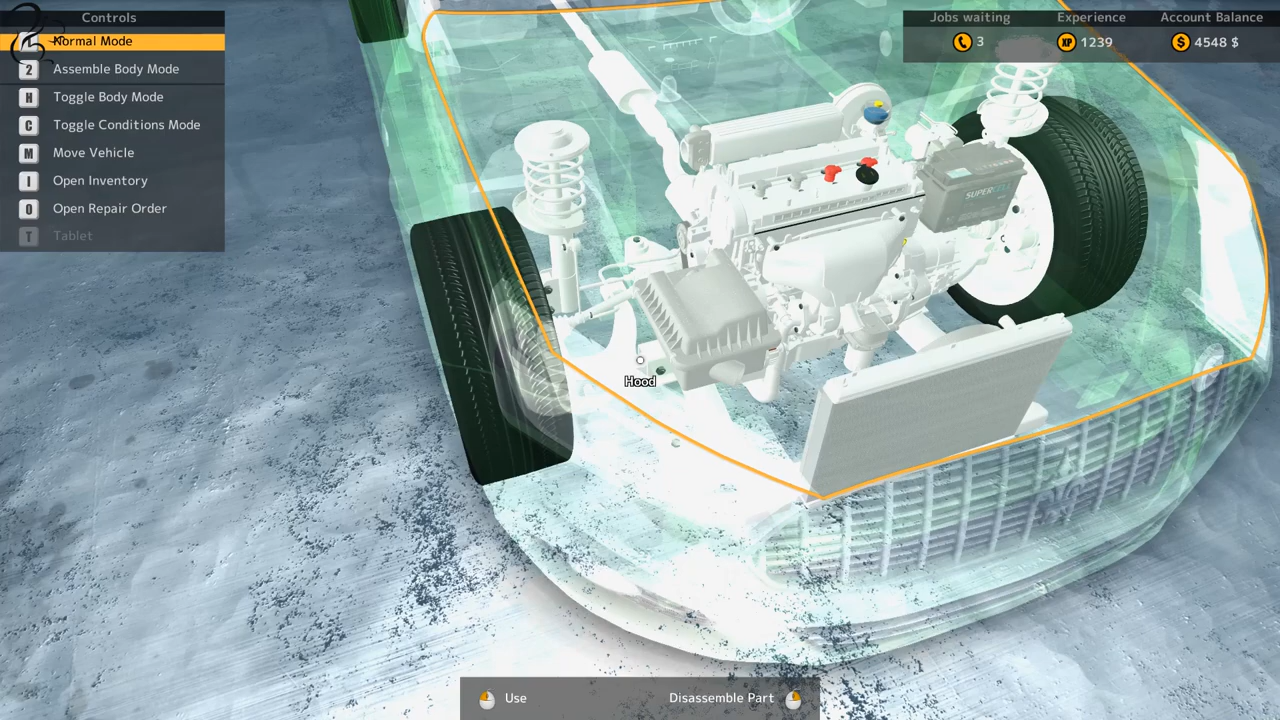 Controls
Normal Mode
2 Assemble Body Mode
H Toggle Body Mode
C Toggle Conditions Mode
M Move Vehicle
I Open Inventory
O Open Repair Order
T Tablet
Jobs waiting Experience Account Balance
3 XP 1239 $ 4548 $
Hood
Use Disassemble Part